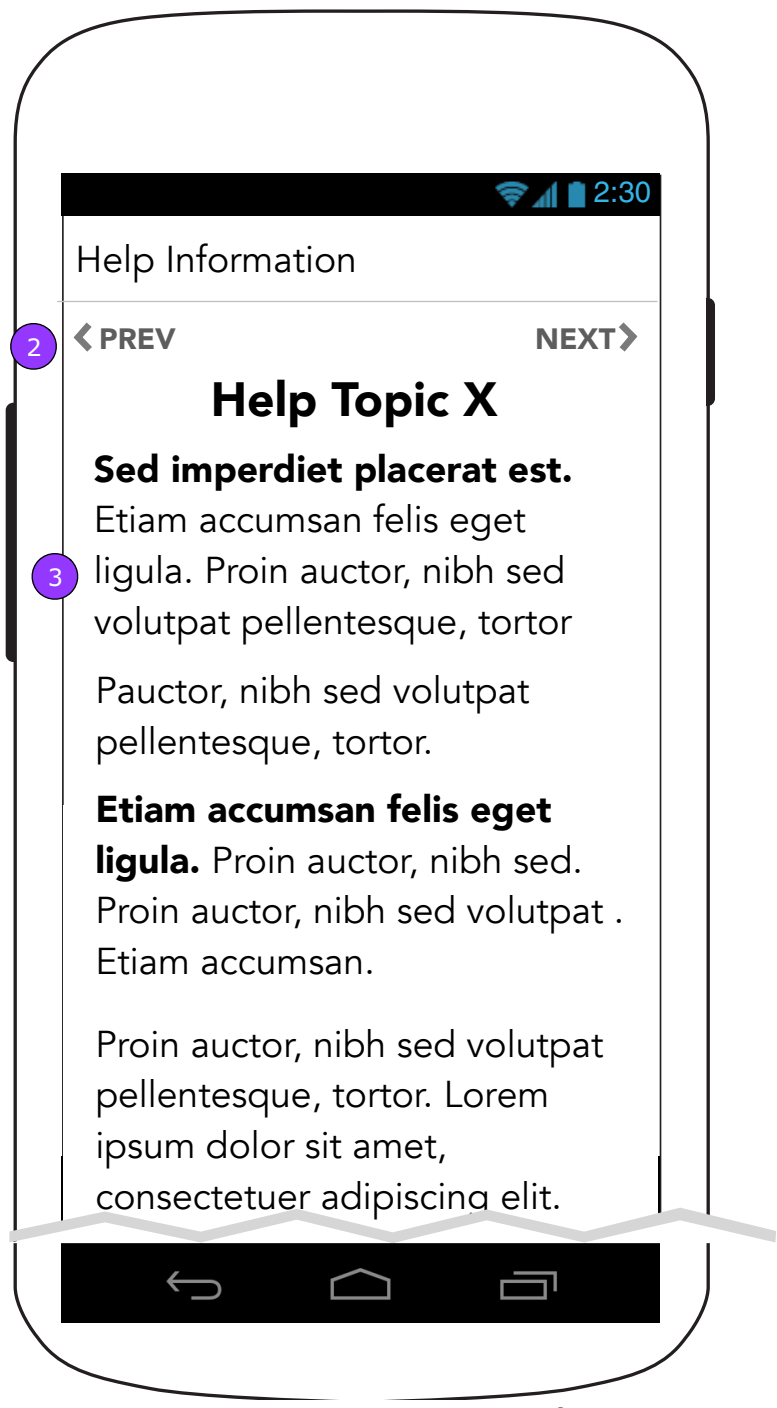 2:30
Help Information
2
PREV
NEXT
Help Topic X
Sed imperdiet placerat est.
Etiam accumsan felis eget
3
ligula. Proin auctor, nibh sed
volutpat pellentesque, tortor
Pauctor, nibh sed volutpat
pellentesque, tortor.
Etiam accumsan felis eget
ligula. Proin auctor, nibh sed.
Proin auctor, nibh sed volutpat .
Etiam accumsan.
Proin auctor, nibh sed volutpat
pellentesque, tortor. Lorem
ipsum dolor sit amet,
consectetuer adipiscing elit.